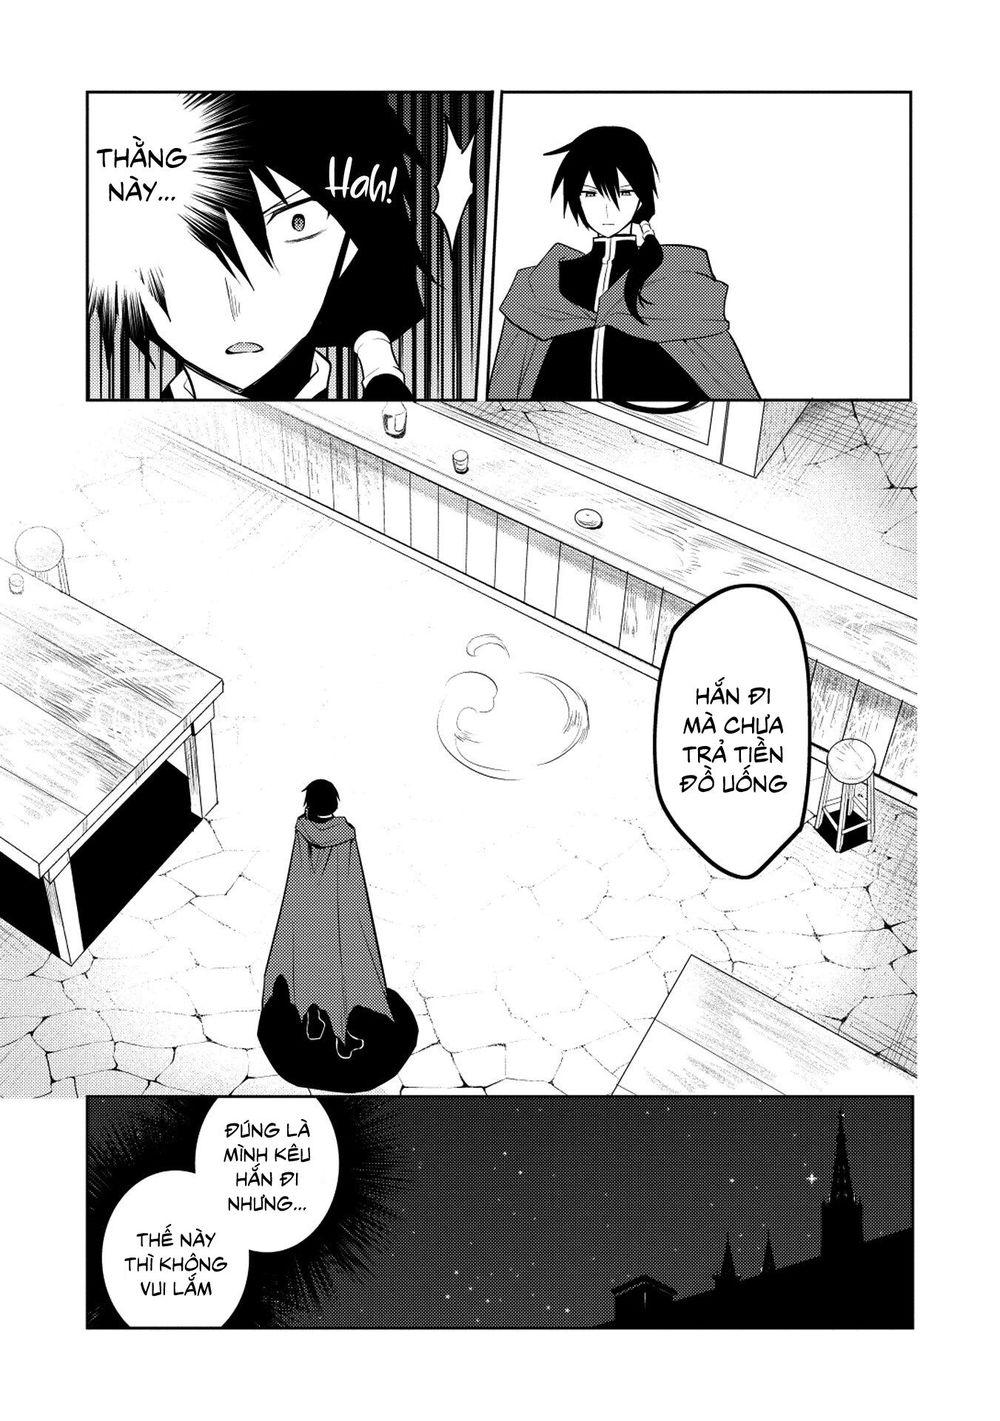 THẰNG
NÀY...
Hah!
HẮN ĐI
MÀ CHƯA
TRẢ TIỀN
ĐỒ UỐNG
ĐÚNG LÀ
MÌNH KÊU
HẮN ĐI
NHƯNG...
THẾ NÀY
THÌ KHÔNG
VUI LẮM